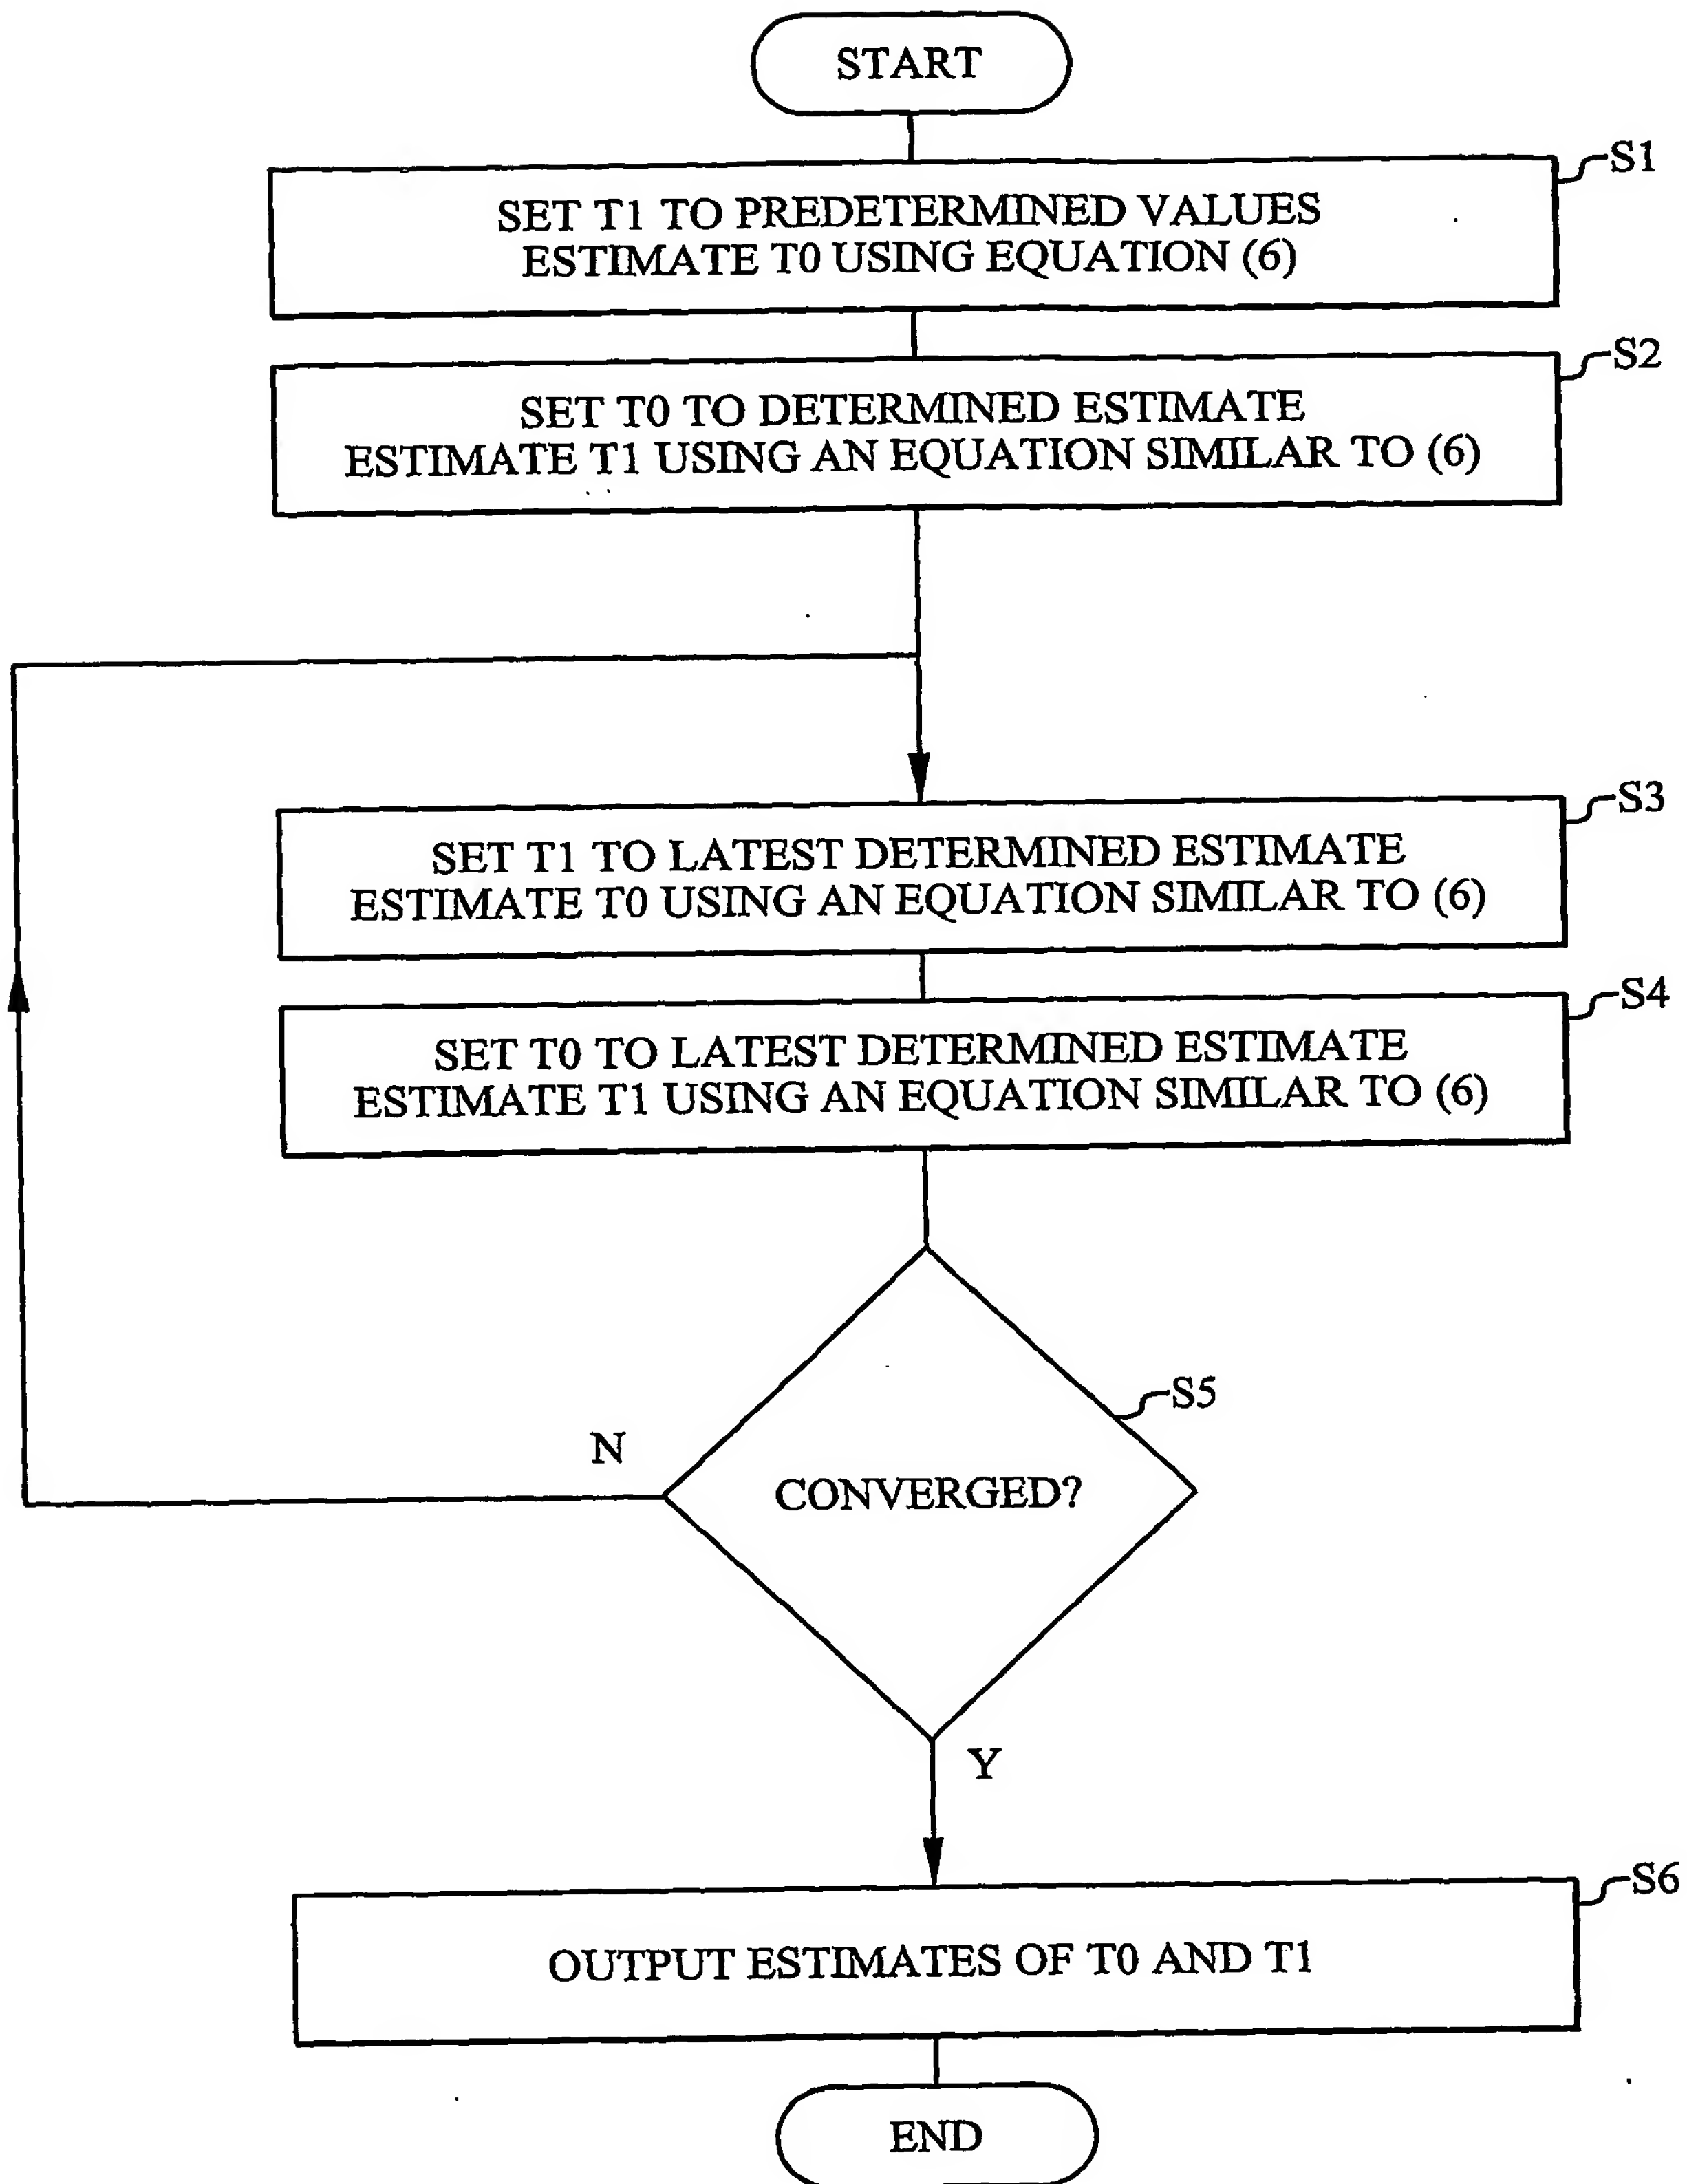 START
S1
SET T1 TO PREDETERMINED VALUES
ESTIMATE T0 USING EQUATION (6)
S2
SET T0 TO DETERMINED ESTIMATE
ESTIMATE T1 USING AN EQUATION SIMILAR TO (6)
S3
SET T1 TO LATEST DETERMINED ESTIMATE
ESTIMATE T0 USING AN EQUATION SIMILAR TO (6)
S4
SET T0 TO LATEST DETERMINED ESTIMATE
ESTIMATE T1 USING AN EQUATION SIMILAR TO (6)
S5
N
CONVERGED?
Y
S6
OUTPUT ESTIMATES OF T0 AND T1
END